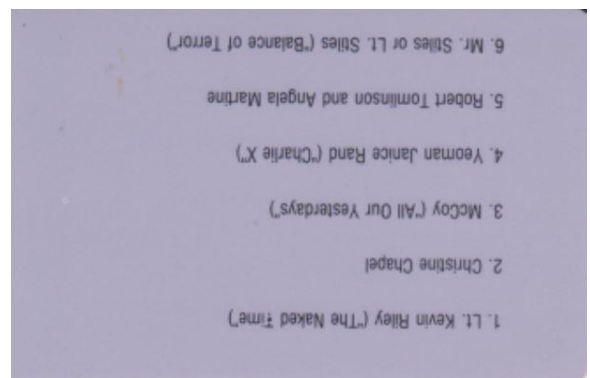 1. Lt. Kevin Riley ("The Naked Time")
2. Christine Chapel
3. McCoy ("All Our Yesterdays")
4. Yeoman Janice Rand ("Charlie X")
5. Robert Tomlinson and Angela Martine
6. Mr. Stiles or Lt. Stiles ("Balance of Terror")